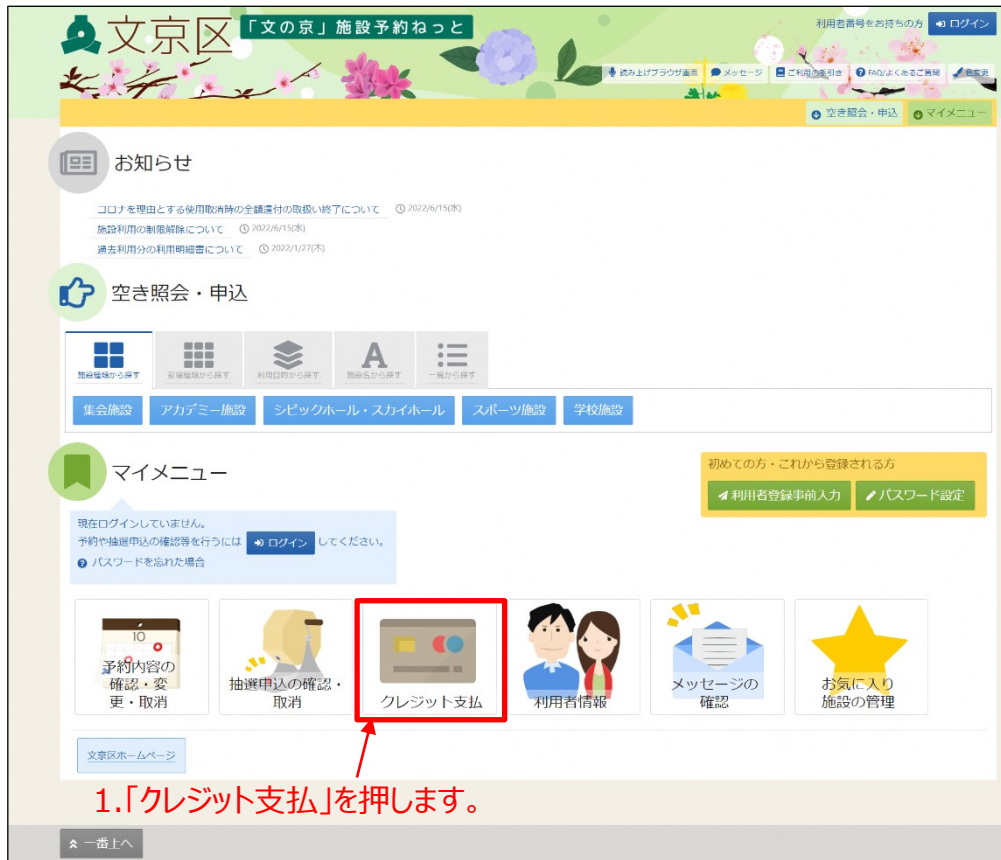 文京区
「文の京」施設予約ねっと
利用者番号をお持ちの方 ログイン
読み上げブラウザ画面 メッセージ ご利用の手引き FAQ/よくあるご質問 色変更
空き照会・申込 マイメニュー
お知らせ
コロナを理由とする使用取消時の全額還付の取扱い終了について 2022/6/15(水)
施設利用の制限解除について 2022/6/15(水)
過去利用分の利用明細書について 2022/1/27(木)
空き照会・申込
施設種類から探す 室場種類から探す 利用目的から探す 施設名から探す 一覧から探す
集会施設 アカデミー施設 シビックホール・スカイホール スポーツ施設 学校施設
マイメニュー
初めての方・これから登録される方
利用者登録事前入力 パスワード設定
現在ログインしていません。
予約や抽選申込の確認等を行うには ログイン してください。
パスワードを忘れた場合
10
予約内容の
確認・変
更・取消
抽選申込の確認・
取消
クレジット支払
利用者情報
メッセージの
確認
お気に入り
施設の管理
文京区ホームページ
1.「クレジット支払」を押します。
一番上へ